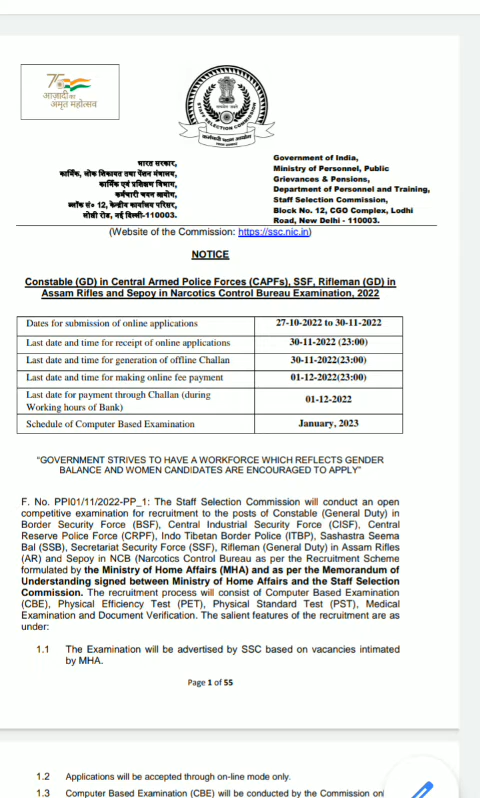 75
आज़ादी का
अमृत महोत्सव
STAFF SELECTION COMMISSION
कर्मचारी चयन आयोग
भारत सरकार,
कार्मिक, लोक शिकायत तथा पेंशन मंत्रालय,
कार्मिक एवं प्रशिक्षण विभाग,
कर्मचारी चयन आयोग,
ब्लॉक सं० 12, केन्द्रीय कार्यालय परिसर,
लोधी रोड, नई दिल्ली-110003.
Government of India,
Ministry of Personnel, Public
Grievances & Pensions,
Department of Personnel and Training,
Staff Selection Commission,
Block No. 12, CGO Complex, Lodhi
Road, New Delhi - 110003.
(Website of the Commission: https://ssc.nic.in)
NOTICE
Constable (GD) in Central Armed Police Forces (CAPFs), SSF, Rifleman (GD) in
Assam Rifles and Sepoy in Narcotics Control Bureau Examination, 2022
Dates for submission of online applications 27-10-2022 to 30-11-2022
Last date and time for receipt of online applications 30-11-2022 (23:00)
Last date and time for generation of offline Challan 30-11-2022(23:00)
Last date and time for making online fee payment 01-12-2022(23:00)
Last date for payment through Challan (during
Working hours of Bank) 01-12-2022
Schedule of Computer Based Examination January, 2023
“GOVERNMENT STRIVES TO HAVE A WORKFORCE WHICH REFLECTS GENDER
BALANCE AND WOMEN CANDIDATES ARE ENCOURAGED TO APPLY”
F. No. PPI01/11/2022-PP_1: The Staff Selection Commission will conduct an open
competitive examination for recruitment to the posts of Constable (General Duty) in
Border Security Force (BSF), Central Industrial Security Force (CISF), Central
Reserve Police Force (CRPF), Indo Tibetan Border Police (ITBP), Sashastra Seema
Bal (SSB), Secretariat Security Force (SSF), Rifleman (General Duty) in Assam Rifles
(AR) and Sepoy in NCB (Narcotics Control Bureau as per the Recruitment Scheme
formulated by the Ministry of Home Affairs (MHA) and as per the Memorandum of
Understanding signed between Ministry of Home Affairs and the Staff Selection
Commission. The recruitment process will consist of Computer Based Examination
(CBE), Physical Efficiency Test (PET), Physical Standard Test (PST), Medical
Examination and Document Verification. The salient features of the recruitment are as
under:
1.1 The Examination will be advertised by SSC based on vacancies intimated
by MHA.
Page 1 of 55
1.2 Applications will be accepted through on-line mode only.
1.3 Computer Based Examination (CBE) will be conducted by the Commission on